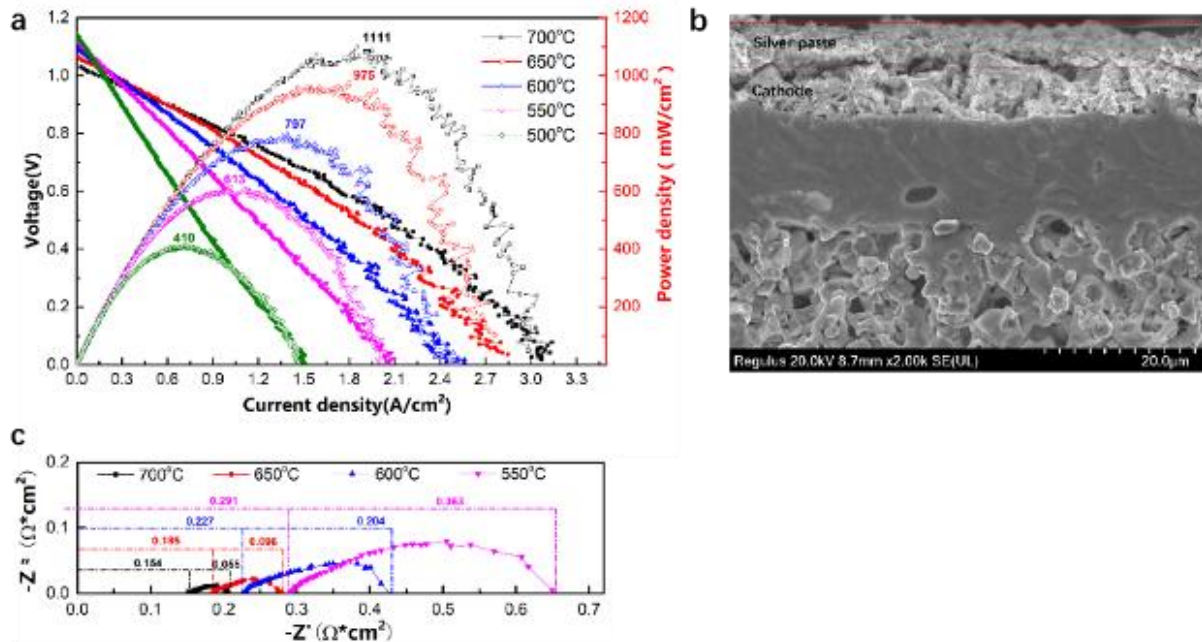 a
1.2
1.0
0.8
0.6
0.4
0.2
0.0
Voltage(V)
1200
1000
800
600
400
200
Power density ( mW/cm²)
1111
975
797
613
410
700°C
650°C
600°C
550°C
500°C
0.0 0.3 0.6 0.9 1.2 1.5 1.8 2.1 2.4 2.7 3.0 3.3
Current density(A/cm²)
b
Silver paste
Cathode
Regulus 20.0kV 8.7mm x2.00k SE(UL)
20.0μm
c
700°C 650°C 600°C 550°C
0.2
0.1
0.0
-Z" (Ω*cm²)
0.291 0.363
0.227 0.204
0.185 0.096
0.154 0.055
0.0 0.1 0.2 0.3 0.4 0.5 0.6 0.7
-Z' (Ω*cm²)